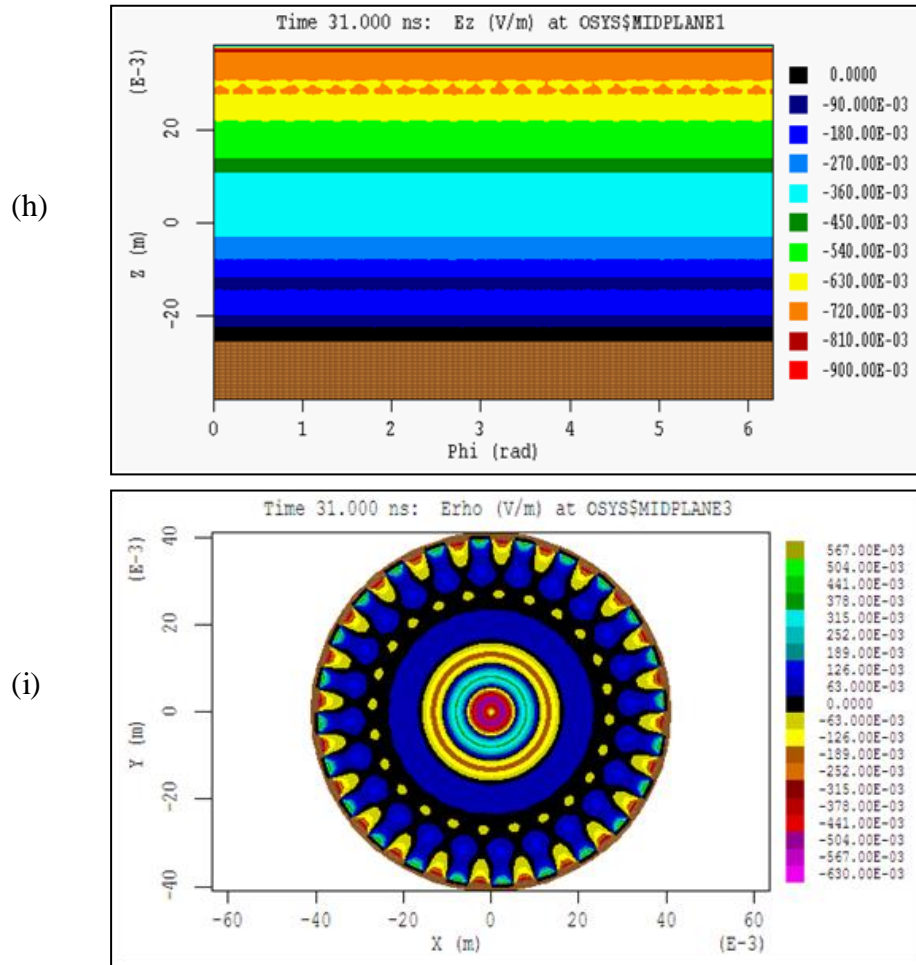 (h)
Time 31.000 ns: Ez (V/m) at OSYS$MIDPLANE1
(E-3)
20
0
-20
Z (m)
0 1 2 3 4 5 6
Phi (rad)
0.0000
-90.000E-03
-180.00E-03
-270.00E-03
-360.00E-03
-450.00E-03
-540.00E-03
-630.00E-03
-720.00E-03
-810.00E-03
-900.00E-03
(i)
Time 31.000 ns: Erho (V/m) at OSYS$MIDPLANE3
(E-3)
40
20
0
-20
-40
Y (m)
-60 -40 -20 0 20 40 60
X (m) (E-3)
567.00E-03
504.00E-03
441.00E-03
378.00E-03
315.00E-03
252.00E-03
189.00E-03
126.00E-03
63.000E-03
0.0000
-63.000E-03
-126.00E-03
-189.00E-03
-252.00E-03
-315.00E-03
-378.00E-03
-441.00E-03
-504.00E-03
-567.00E-03
-630.00E-03